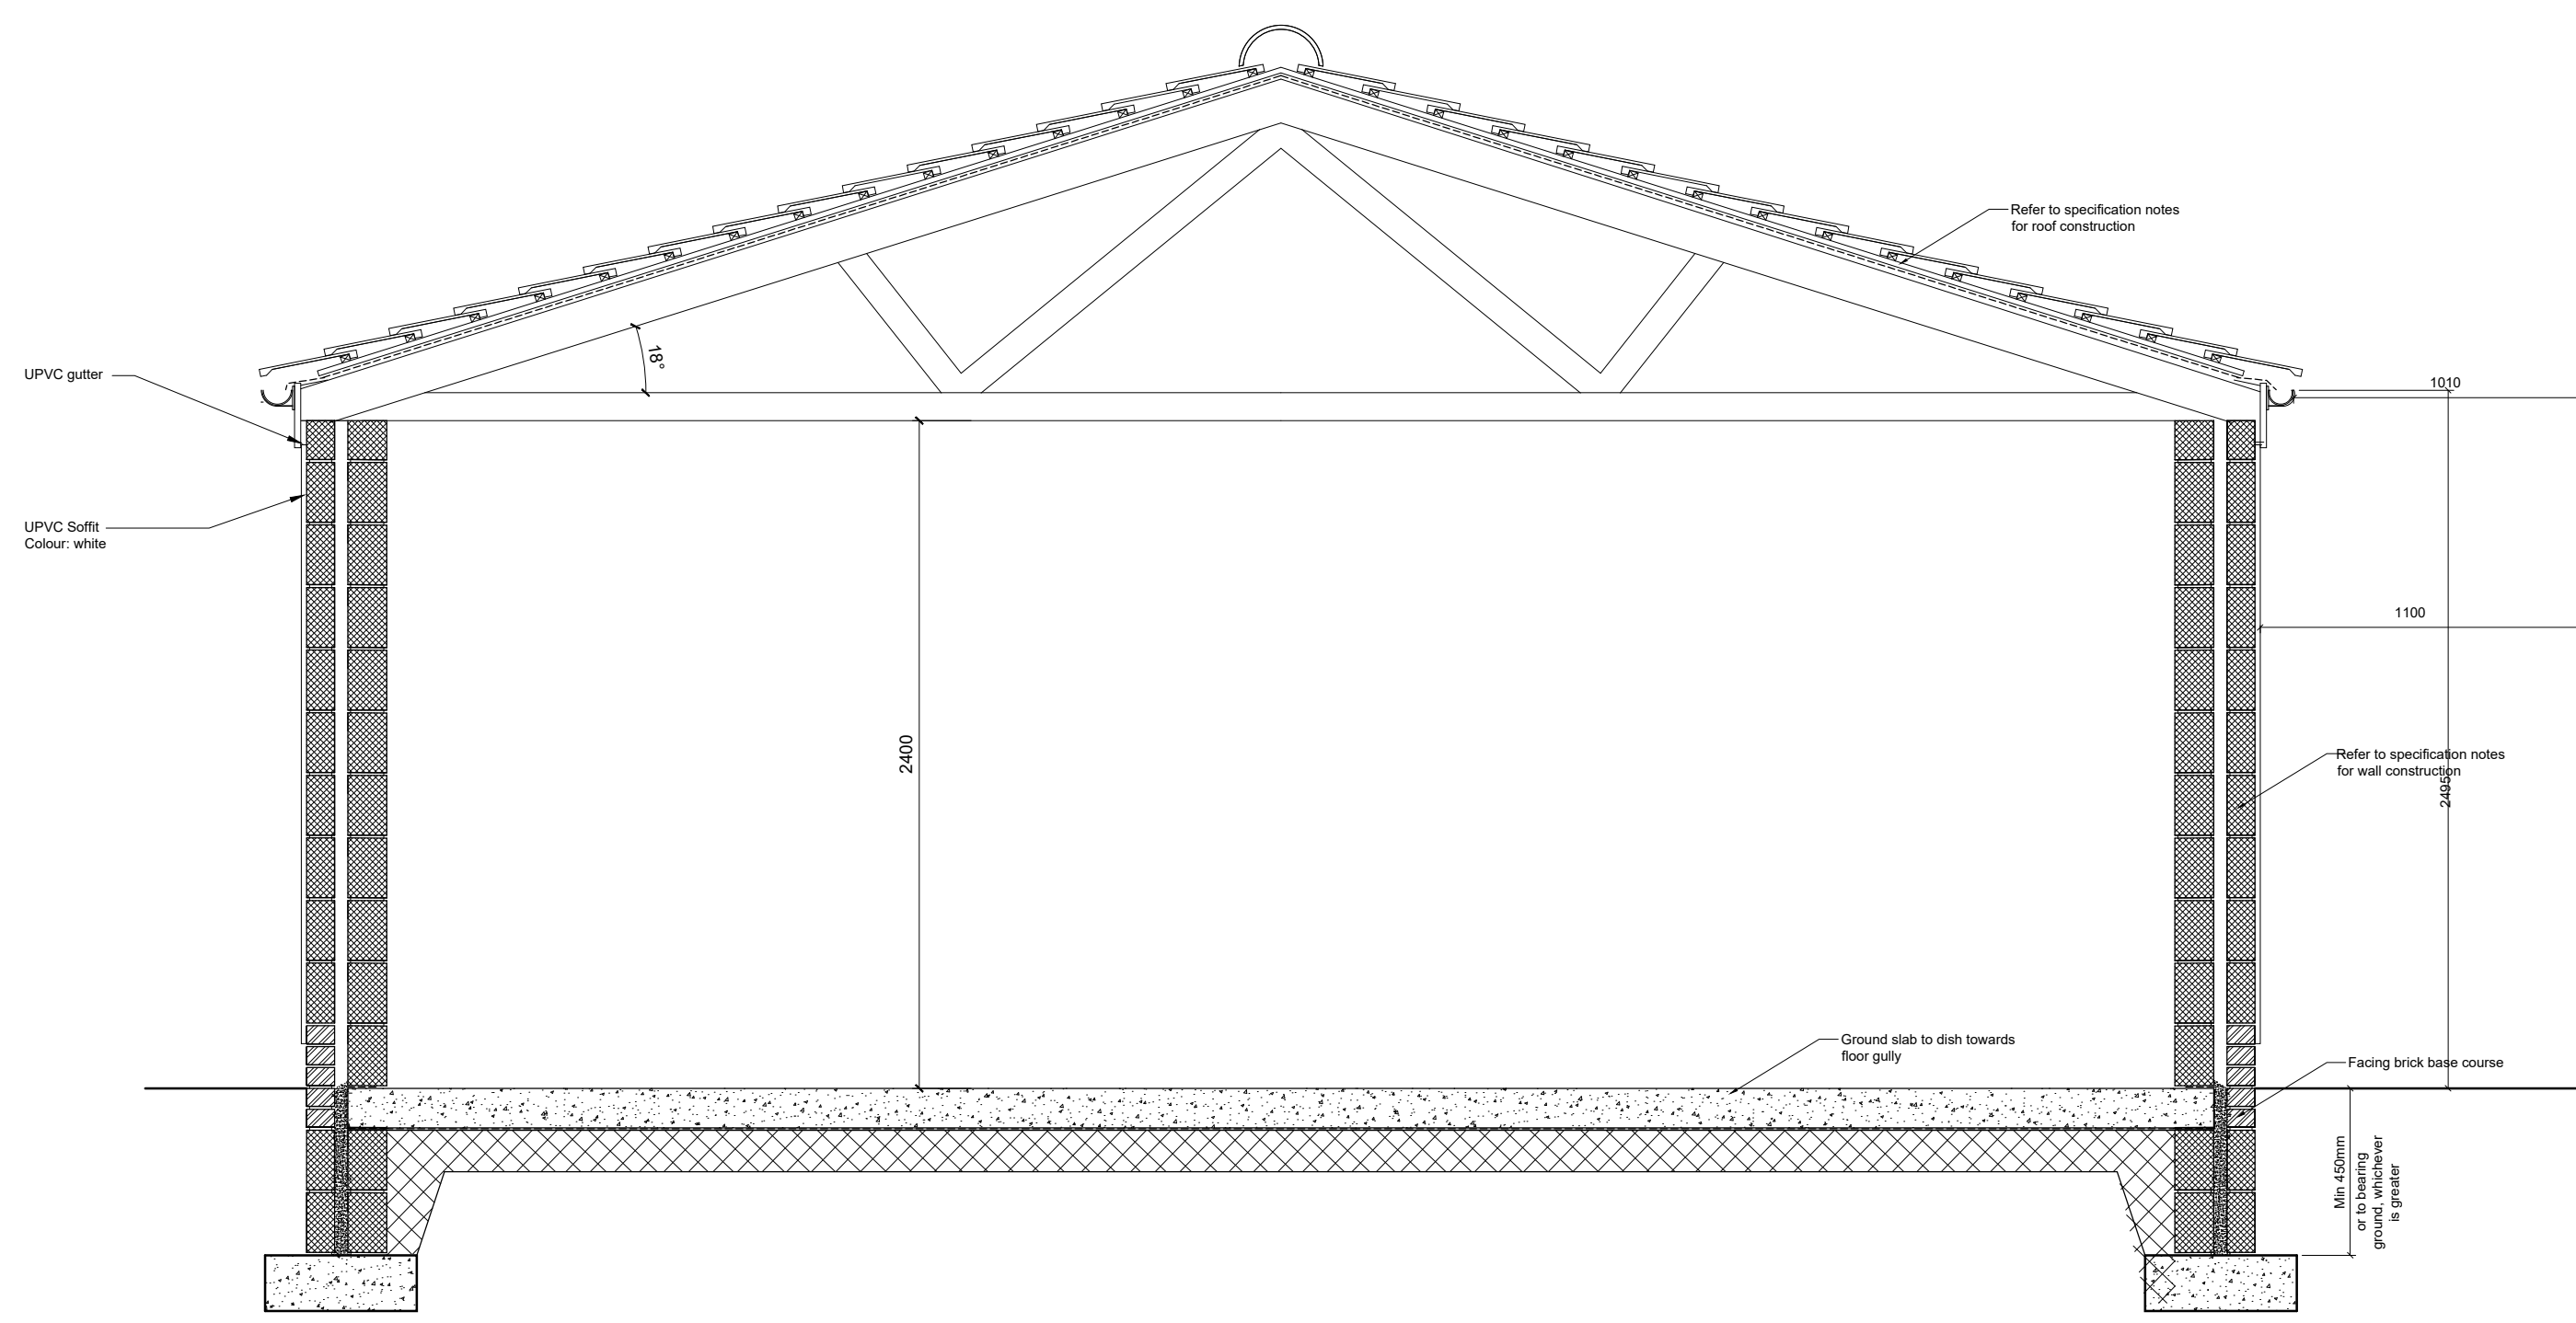 Refer to specification notes
for roof construction
18°
UPVC gutter
1010
UPVC Soffit
Colour: white
1100
2400
Refer to specification notes
for wall construction
2495
Ground slab to dish towards
floor gully
Facing brick base course
Min 450mm
or to bearing
ground, whichever
is greater